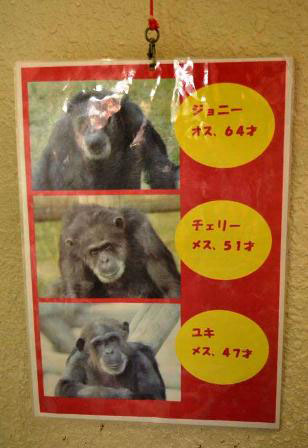 ジョニー
オス、64才
チェリー
メス、51才
ユキ
メス、47才